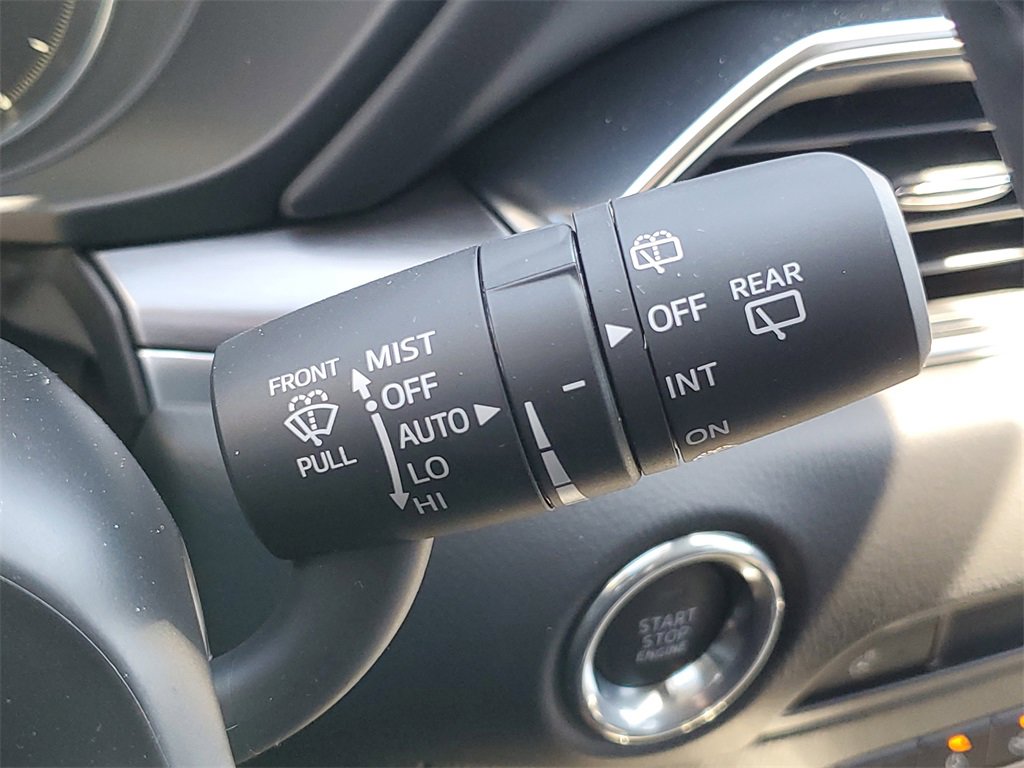 FRONT
PULL
MIST
OFF
AUTO
LO
HI
OFF
REAR
INT
ON
START
STOP
ENGINE